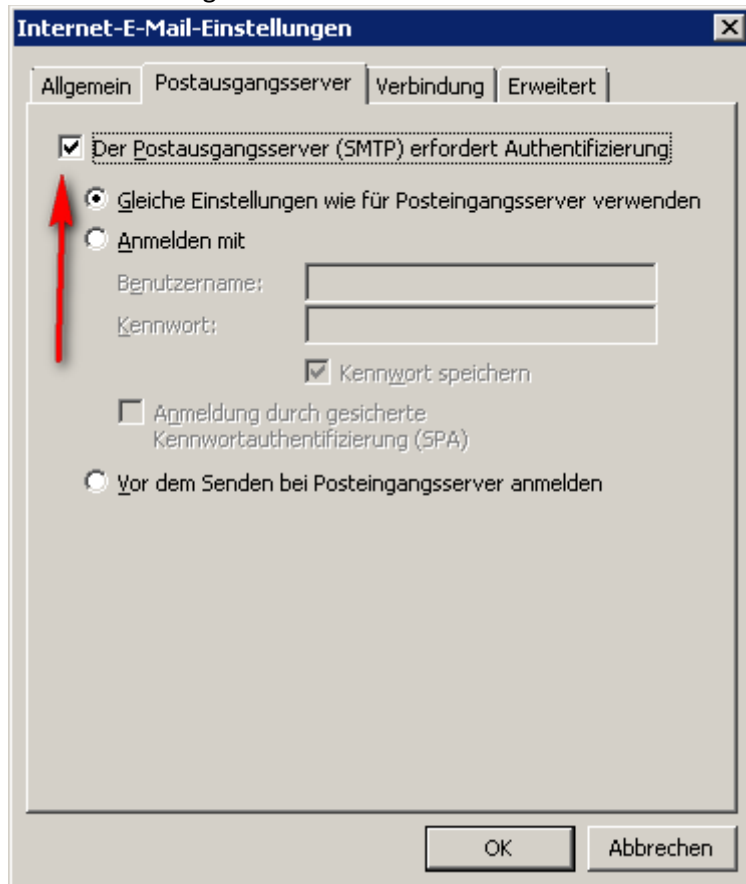 Internet-E-Mail-Einstellungen
Allgemein Postausgangsserver Verbindung Erweitert
Der Postausgangsserver (SMTP) erfordert Authentifizierung
Gleiche Einstellungen wie für Posteingangsserver verwenden
Anmelden mit
Benutzername:
Kennwort:
Kennwort speichern
Anmeldung durch gesicherte
Kennwortauthentifizierung (SPA)
Vor dem Senden bei Posteingangsserver anmelden
OK Abbrechen